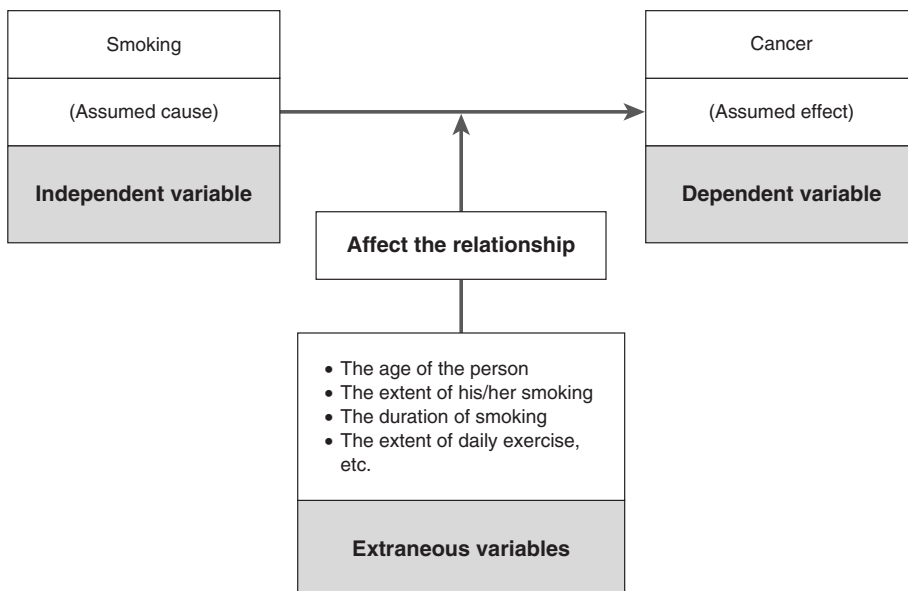 Smoking
(Assumed cause)
Independent variable
Cancer
(Assumed effect)
Dependent variable
Affect the relationship
• The age of the person
• The extent of his/her smoking
• The duration of smoking
• The extent of daily exercise,
etc.
Extraneous variables